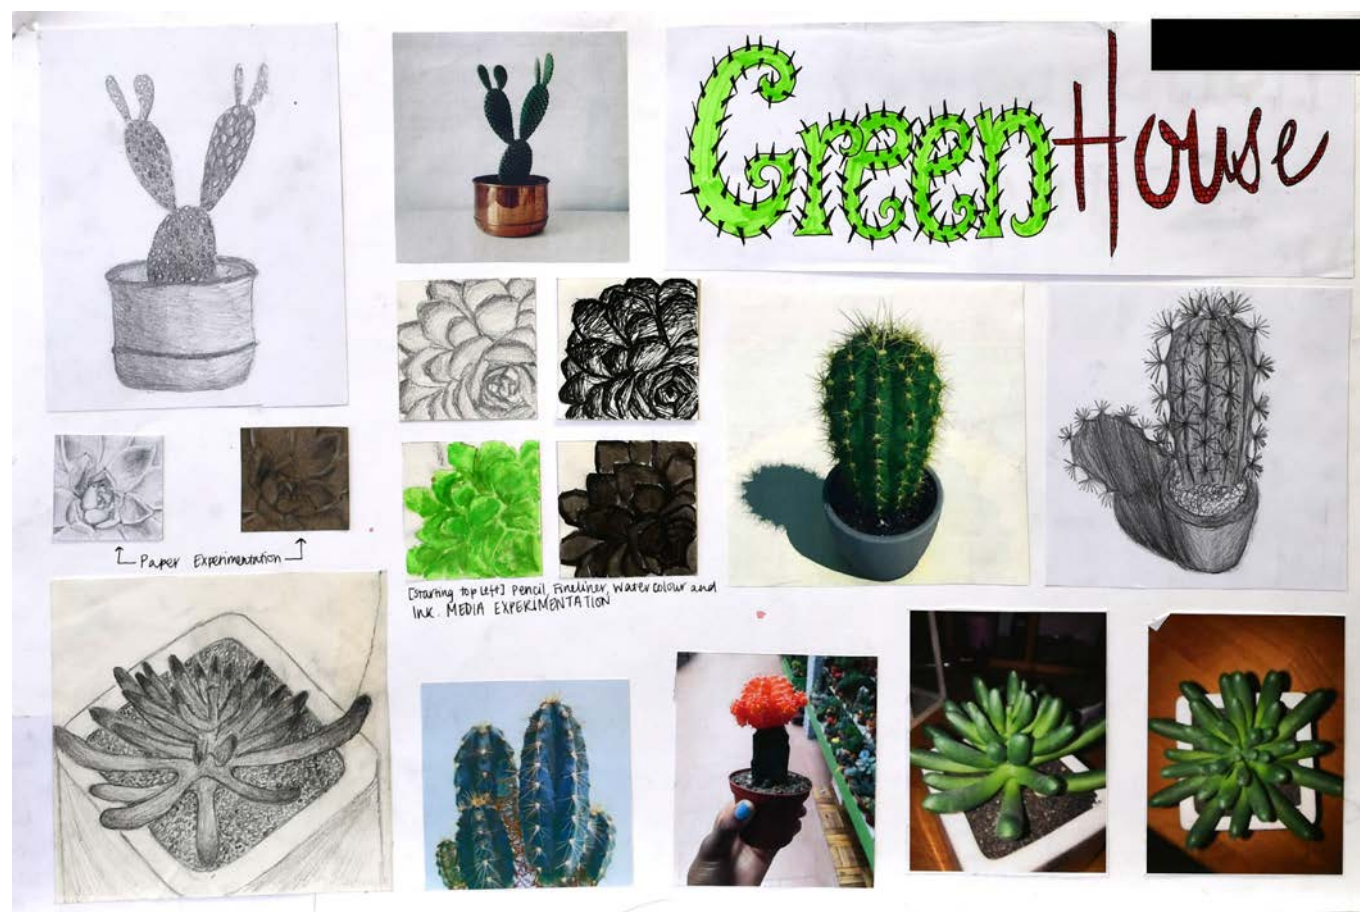 GreenHouse
Paper Experimentation
[starting top left] Pencil, Fineliner, Watercolour and
Ink. MEDIA EXPERIMENTATION